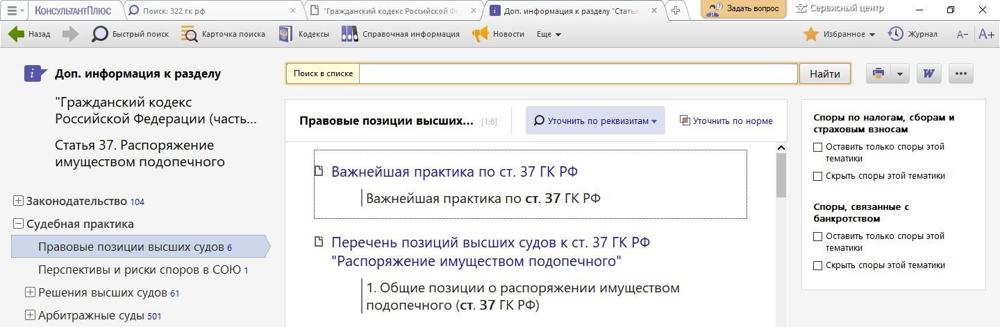 КонсультантПлюс
Поиск: 322 гк рф
"Гражданский кодекс Российской Фе
Доп. информация к разделу "Статья
Задать вопрос
Сервисный центр
Назад
Быстрый поиск
Карточка поиска
Кодексы
Справочная информация
Новости
Еще
Избранное
Журнал
A-
A+
Доп. информация к разделу
"Гражданский кодекс
Российской Федерации (часть...
Статья 37. Распоряжение
имуществом подопечного
Законодательство 104
Судебная практика
Правовые позиции высших судов 6
Перспективы и риски споров в СОЮ 1
Решения высших судов 61
Арбитражные суды 501
Поиск в списке
Найти
Правовые позиции высших... [1:6]
Уточнить по реквизитам
Уточнить по норме
Важнейшая практика по ст. 37 ГК РФ
Важнейшая практика по ст. 37 ГК РФ
Перечень позиций высших судов к ст. 37 ГК РФ
"Распоряжение имуществом подопечного"
1. Общие позиции о распоряжении имуществом
подопечного (ст. 37 ГК РФ)
Споры по налогам, сборам и
страховым взносам
Оставить только споры этой
тематики
Скрыть споры этой тематики
Споры, связанные с
банкротством
Оставить только споры этой
тематики
Скрыть споры этой тематики